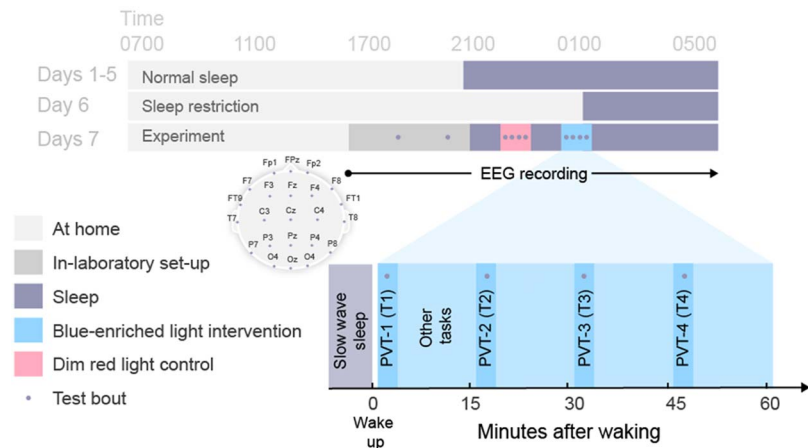 Time
0700 1100 1700 2100 0100 0500
Days 1-5 Normal sleep
Day 6 Sleep restriction
Days 7 Experiment
EEG recording
Fp1 FPz Fp2
F7 F3 Fz F4 F8
FT9 FT1
T7 C3 Cz C4 T8
P7 P3 Pz P4 P8
O4 Oz O4
At home
In-laboratory set-up
Sleep
Blue-enriched light intervention
Dim red light control
Test bout
Slow wave
sleep
PVT-1 (T1)
Other
tasks
PVT-2 (T2)
PVT-3 (T3)
PVT-4 (T4)
0 15 30 45 60
Wake
up
Minutes after waking